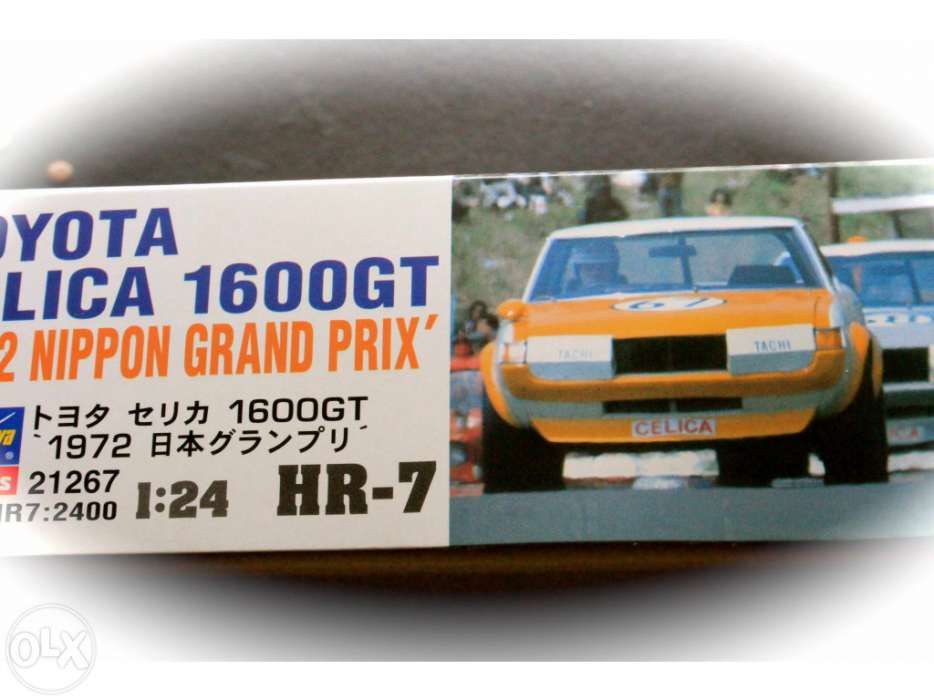 OYOTA
LICA 1600GT
2 NIPPON GRAND PRIX'
トヨタ セリカ 1600GT
`1972 日本グランプリ´
21267
HR7:2400 1:24 HR-7
TACHI TACHI
CELICA
OLX